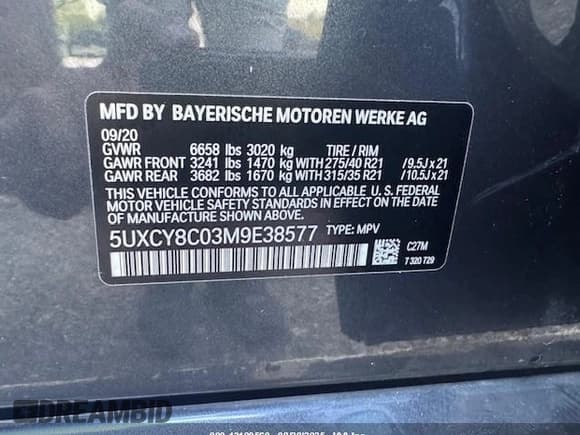 MFD BY BAYERISCHE MOTOREN WERKE AG
09/20
GVWR 6658 lbs 3020 kg TIRE / RIM
GAWR FRONT 3241 lbs 1470 kg WITH 275/40 R21 /9.5J x 21
GAWR REAR 3682 lbs 1670 kg WITH 315/35 R21 /10.5J x 21
THIS VEHICLE CONFORMS TO ALL APPLICABLE U. S. FEDERAL
MOTOR VEHICLE SAFETY STANDARDS IN EFFECT ON THE DATE
OF MANUFACTURE SHOWN ABOVE.
5UXCY8C03M9E38577 TYPE: MPV
C27M
7 320 729
DREAMBID